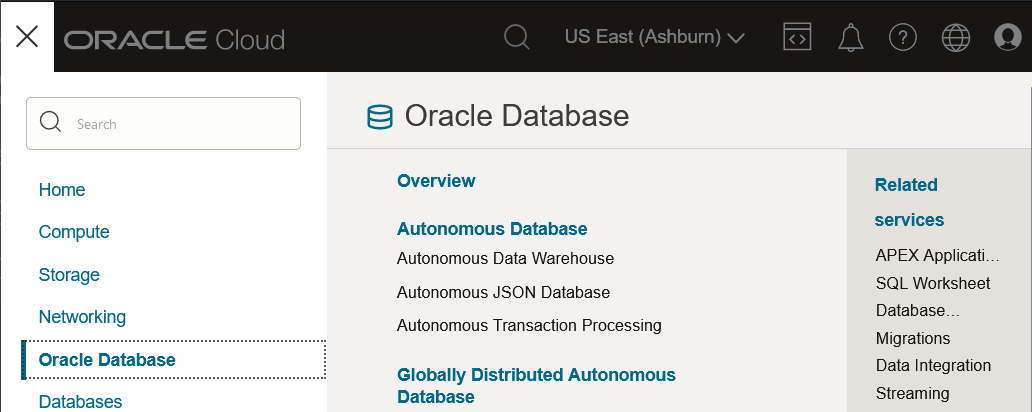 ORACLE Cloud
US East (Ashburn)
Search
Home
Compute
Storage
Networking
Oracle Database
Databases
Oracle Database
Overview
Autonomous Database
Autonomous Data Warehouse
Autonomous JSON Database
Autonomous Transaction Processing
Globally Distributed Autonomous
Database
Related
services
APEX Applicati...
SQL Worksheet
Database...
Migrations
Data Integration
Streaming